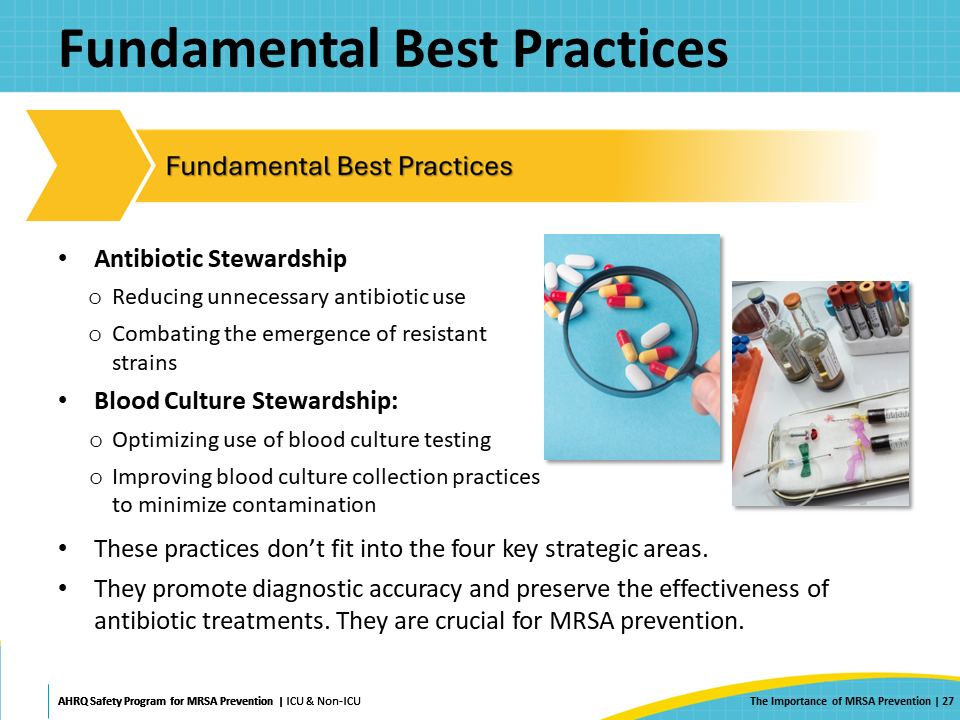 Fundamental Best Practices
Fundamental Best Practices
• Antibiotic Stewardship
o Reducing unnecessary antibiotic use
o Combating the emergence of resistant
strains
• Blood Culture Stewardship:
o Optimizing use of blood culture testing
o Improving blood culture collection practices
to minimize contamination
• These practices don’t fit into the four key strategic areas.
• They promote diagnostic accuracy and preserve the effectiveness of
antibiotic treatments. They are crucial for MRSA prevention.
AHRQ Safety Program for MRSA Prevention | ICU & Non-ICU
The Importance of MRSA Prevention | 27